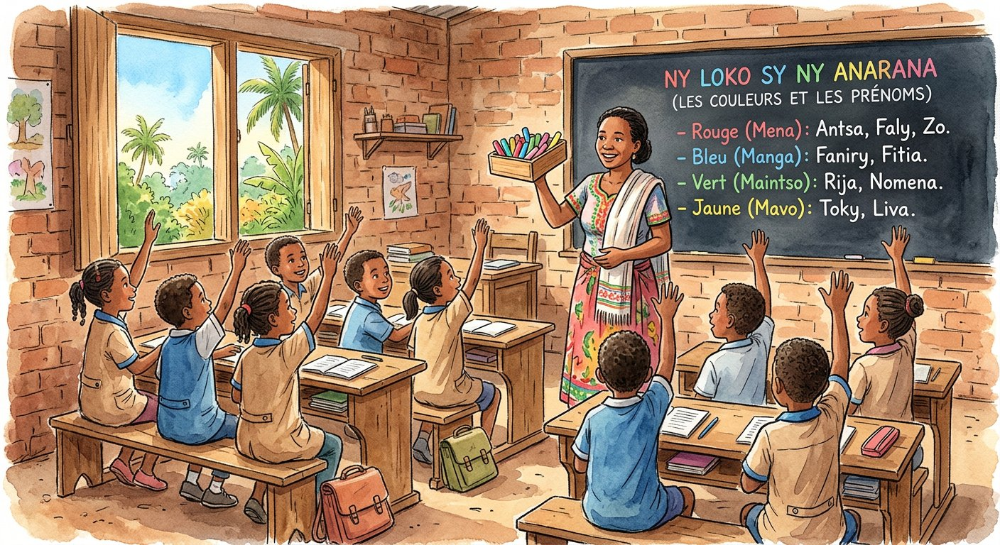 NY LOKO SY NY ANARANA
(LES COULEURS ET LES PRÉNOMS)
- Rouge (Mena): Antsa, Faly, Zo.
- Bleu (Manga): Faniry, Fitia.
- Vert (Maintso): Rija, Nomena.
- Jaune (Mavo): Toky, Liva.